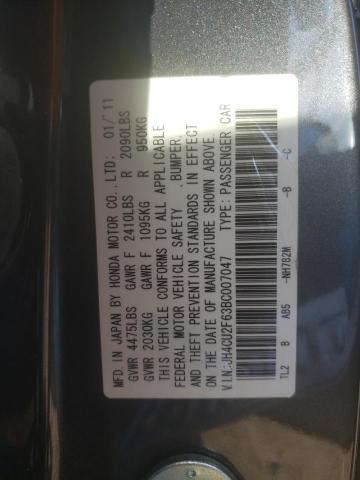 MFD. IN JAPAN BY HONDA MOTOR CO.,LTD: 01/'11
GVWR 4475LBS GAWR F 2410LBS R 2090LBS
GVWR 2030KG GAWR F 1095KG R 950KG
THIS VEHICLE CONFORMS TO ALL APPLICABLE
FEDERAL MOTOR VEHICLE SAFETY ,BUMPER,
AND THEFT PREVENTION STANDARDS IN EFFECT
ON THE DATE OF MANUFACTURE SHOWN ABOVE.
V.I.N:JH4CU2F63BC007047 TYPE: PASSENGER CAR
TL2 B AB5 -NH782M -B -C